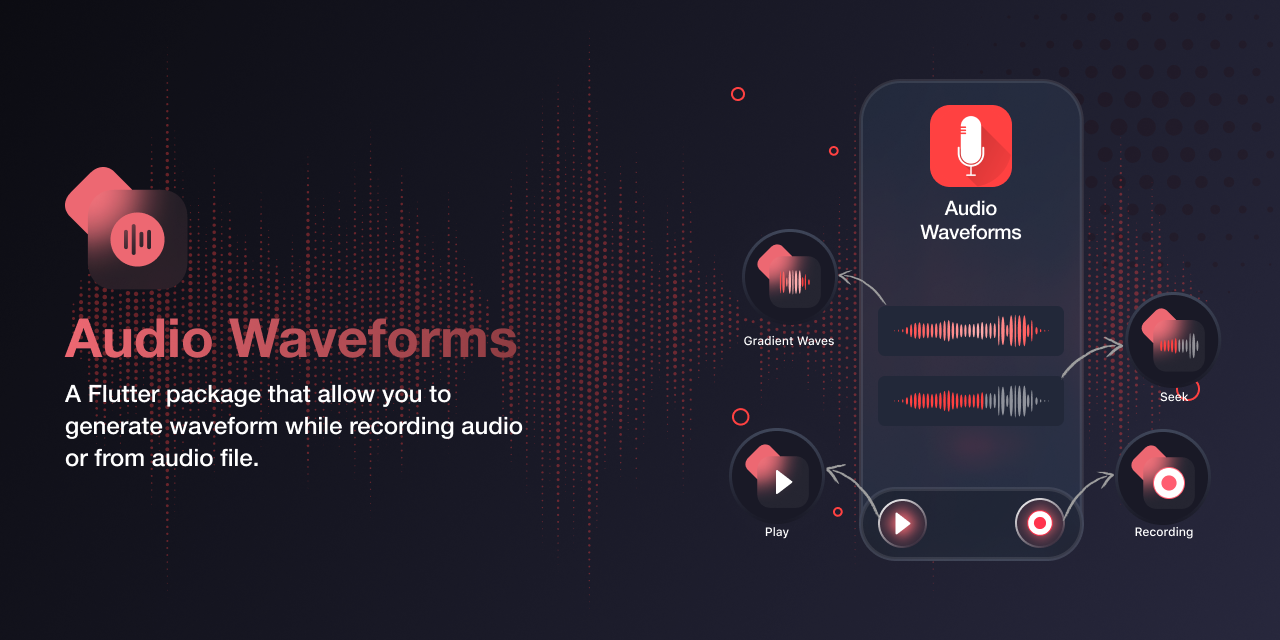 Audio Waveforms
A Flutter package that allow you to
generate waveform while recording audio
or from audio file.
Audio
Waveforms
Gradient Waves
Seek
Play
Recording